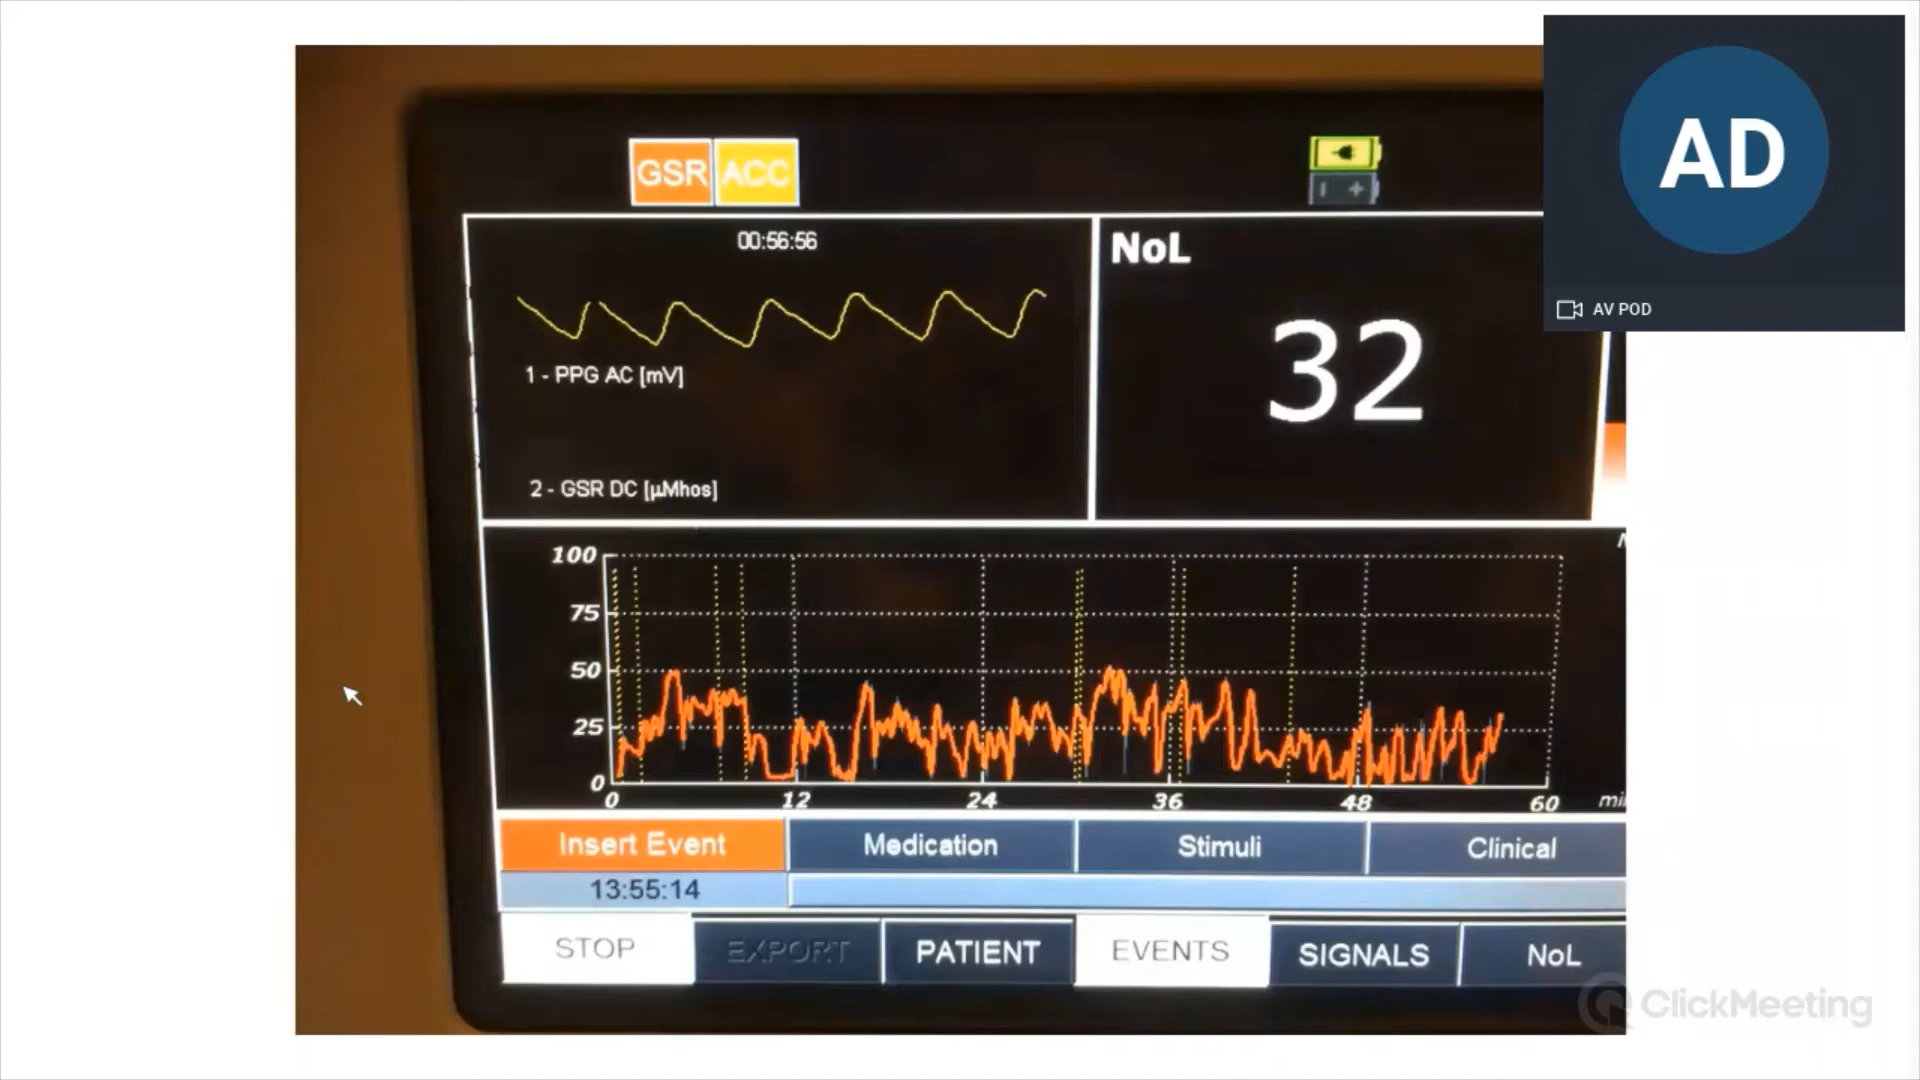 GSR ACC
00:56:56
1 - PPG AC [mV]
2 - GSR DC [µMhos]
NoL
32
AD
AV POD
100
75
50
25
0
0 12 24 36 48 60
Insert Event Medication Stimuli Clinical
13:55:14
STOP EXPORT PATIENT EVENTS SIGNALS NoL
ClickMeeting